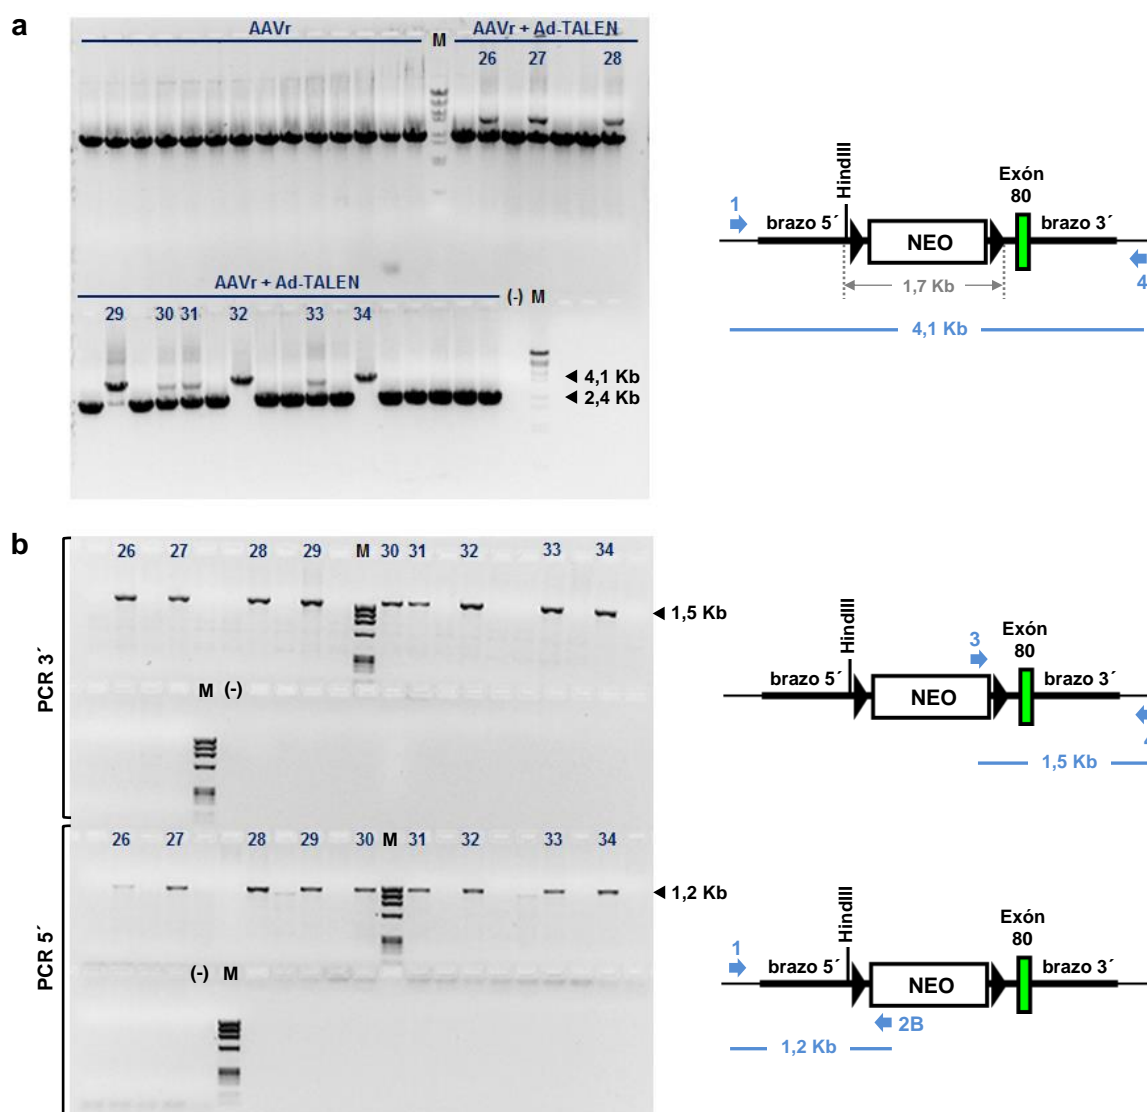 a
AAVr
M
AAVr + Ad-TALEN
26 27 28
AAVr + Ad-TALEN
(-) M
29 30 31 32 33 34
4,1 Kb
2,4 Kb
HindIII
Exón
80
1
brazo 5´
NEO
brazo 3´
4
1,7 Kb
4,1 Kb
b
PCR 3´
26 27 28 29 M 30 31 32 33 34
1,5 Kb
M (-)
HindIII
Exón
80
3
brazo 5´
NEO
brazo 3´
1,5 Kb
PCR 5´
26 27 28 29 30 M 31 32 33 34
1,2 Kb
(-) M
HindIII
Exón
80
1
brazo 5´
NEO
brazo 3´
2B
1,2 Kb